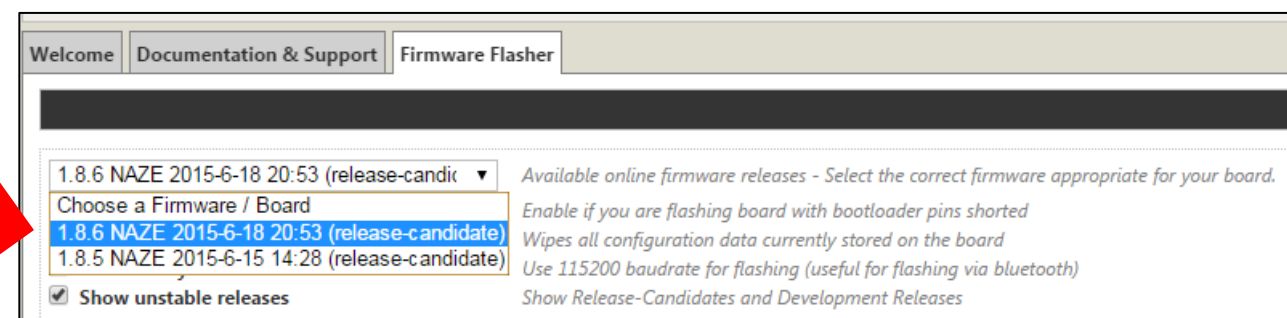 Welcome Documentation & Support Firmware Flasher
1.8.6 NAZE 2015-6-18 20:53 (release-candic Available online firmware releases - Select the correct firmware appropriate for your board.
Choose a Firmware / Board Enable if you are flashing board with bootloader pins shorted
1.8.6 NAZE 2015-6-18 20:53 (release-candidate) Wipes all configuration data currently stored on the board
1.8.5 NAZE 2015-6-15 14:28 (release-candidate) Use 115200 baudrate for flashing (useful for flashing via bluetooth)
Show unstable releases Show Release-Candidates and Development Releases